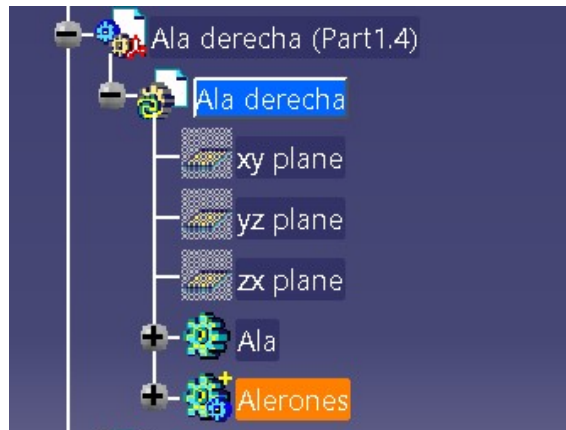 Ala derecha (Part1.4)
Ala derecha
xy plane
yz plane
zx plane
Ala
Alerones